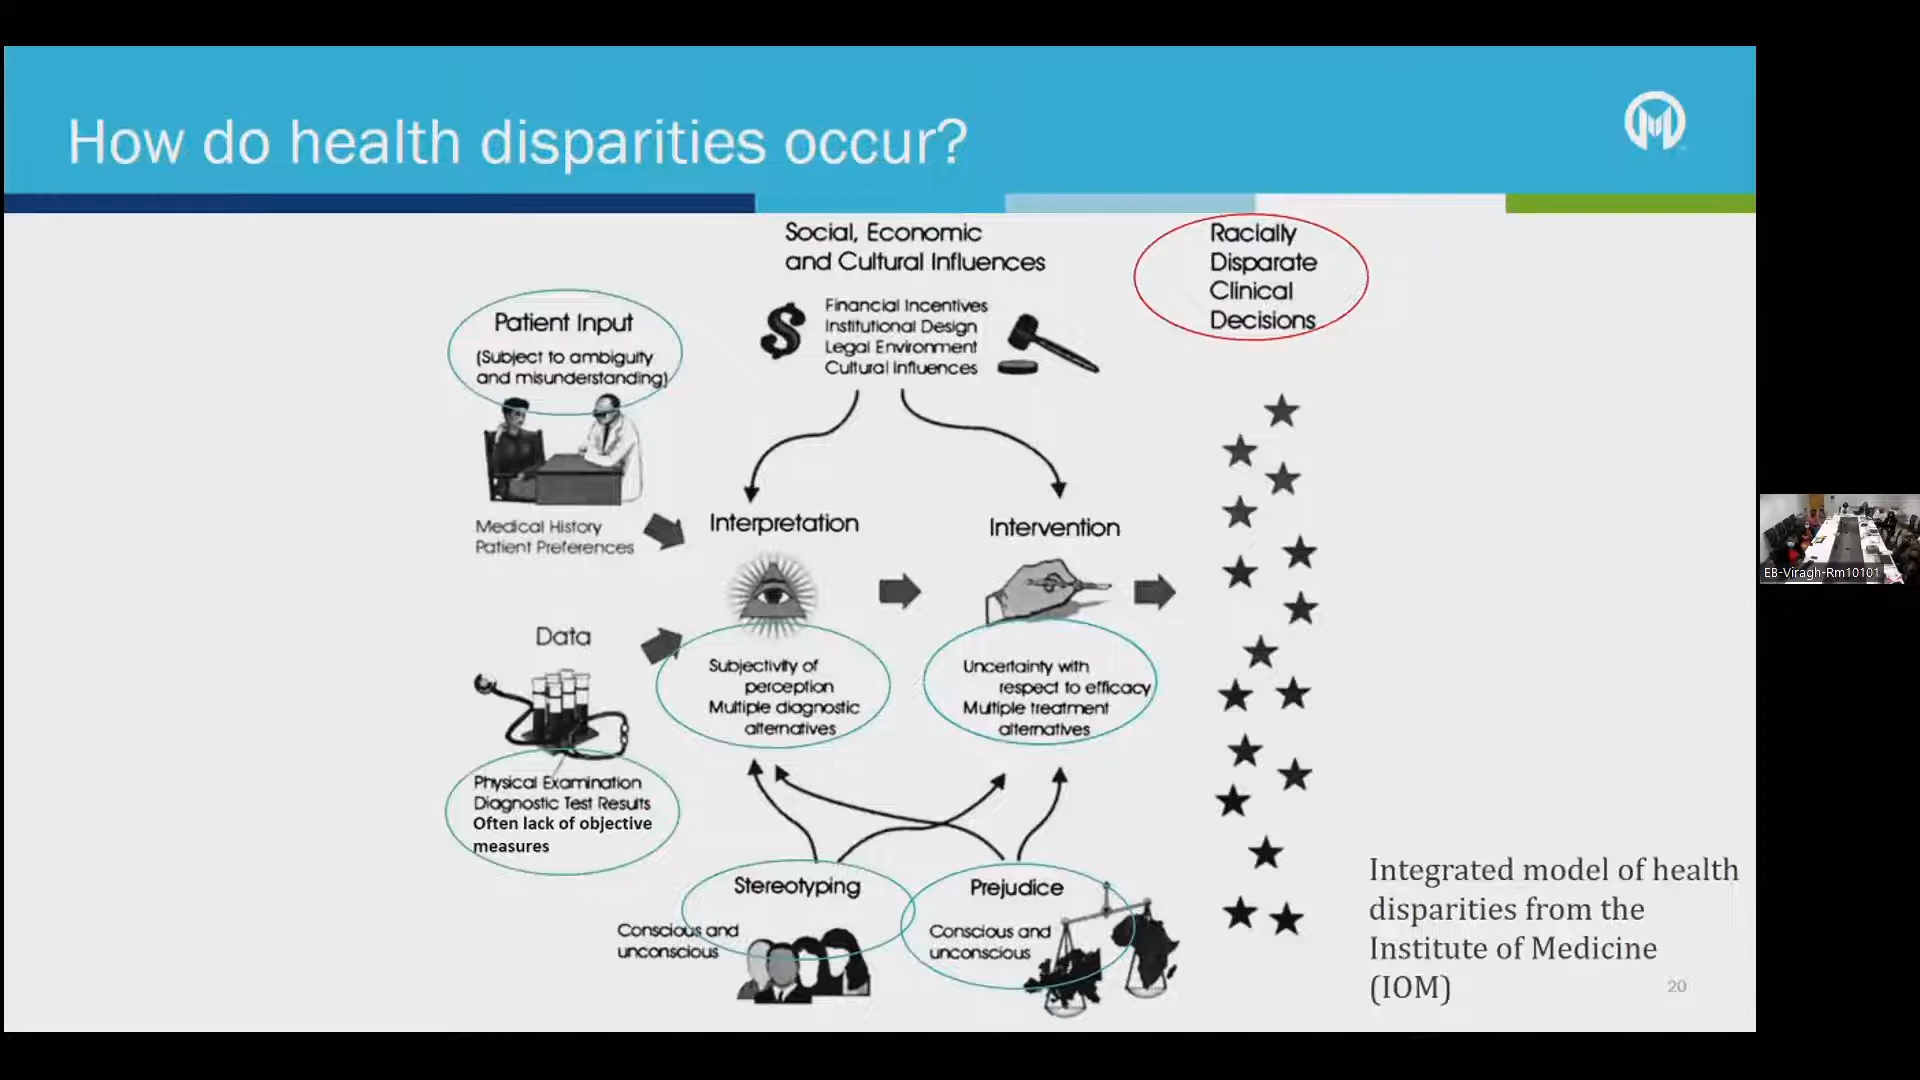 How do health disparities occur?
Social, Economic
and Cultural Influences
Financial Incentives
Institutional Design
Legal Environment
Cultural Influences
Racially
Disparate
Clinical
Decisions
Patient Input
(Subject to ambiguity
and misunderstanding)
Medical History
Patient Preferences
Interpretation
Intervention
Data
Subjectivity of
perception
Multiple diagnostic
alternatives
Uncertainty with
respect to efficacy
Multiple treatment
alternatives
Physical Examination
Diagnostic Test Results
Often lack of objective
measures
Stereotyping
Conscious and
unconscious
Prejudice
Conscious and
unconscious
Integrated model of health
disparities from the
Institute of Medicine
(IOM)
20
EB-Viragh-Rm10101